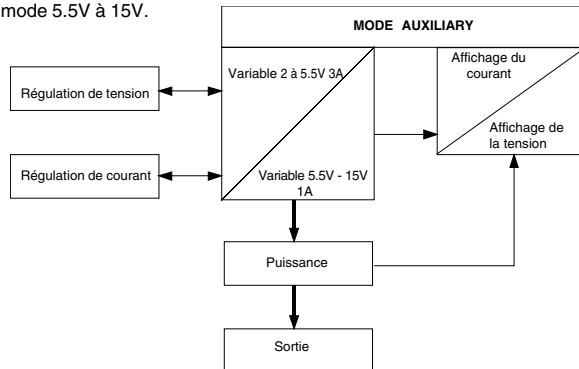 mode 5.5V à 15V.
MODE AUXILIARY
Variable 2 à 5.5V 3A
Affichage du
courant
Régulation de tension
Affichage de
la tension
Régulation de courant
Variable 5.5V - 15V
1A
Puissance
Sortie